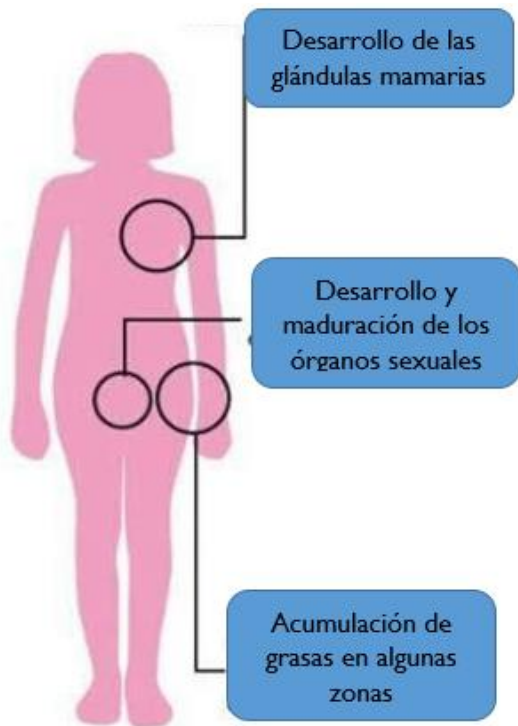 Desarrollo de las
glándulas mamarias
Desarrollo y
maduración de los
órganos sexuales
Acumulación de
grasas en algunas
zonas